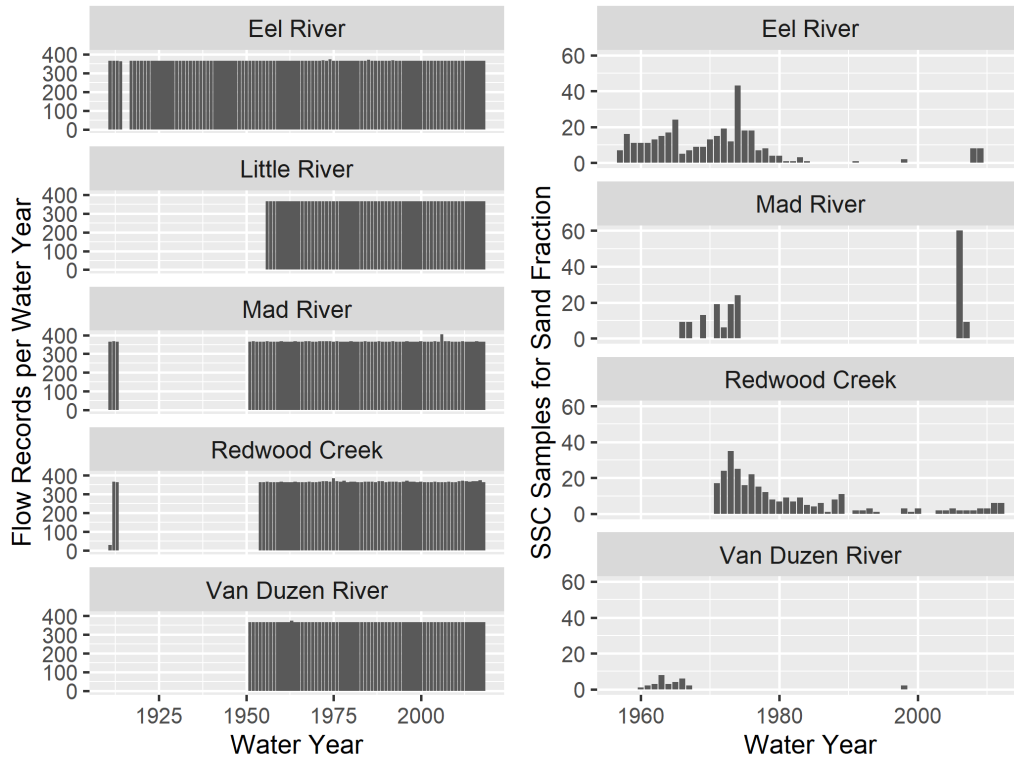 Flow Records per Water Year
Eel River
400
300
200
100
0
Little River
400
300
200
100
0
Mad River
400
300
200
100
0
Redwood Creek
400
300
200
100
0
Van Duzen River
400
300
200
100
0
1925 1950 1975 2000
Water Year
SSC Samples for Sand Fraction
Eel River
60
40
20
0
Mad River
60
40
20
0
Redwood Creek
60
40
20
0
Van Duzen River
60
40
20
0
1960 1980 2000
Water Year